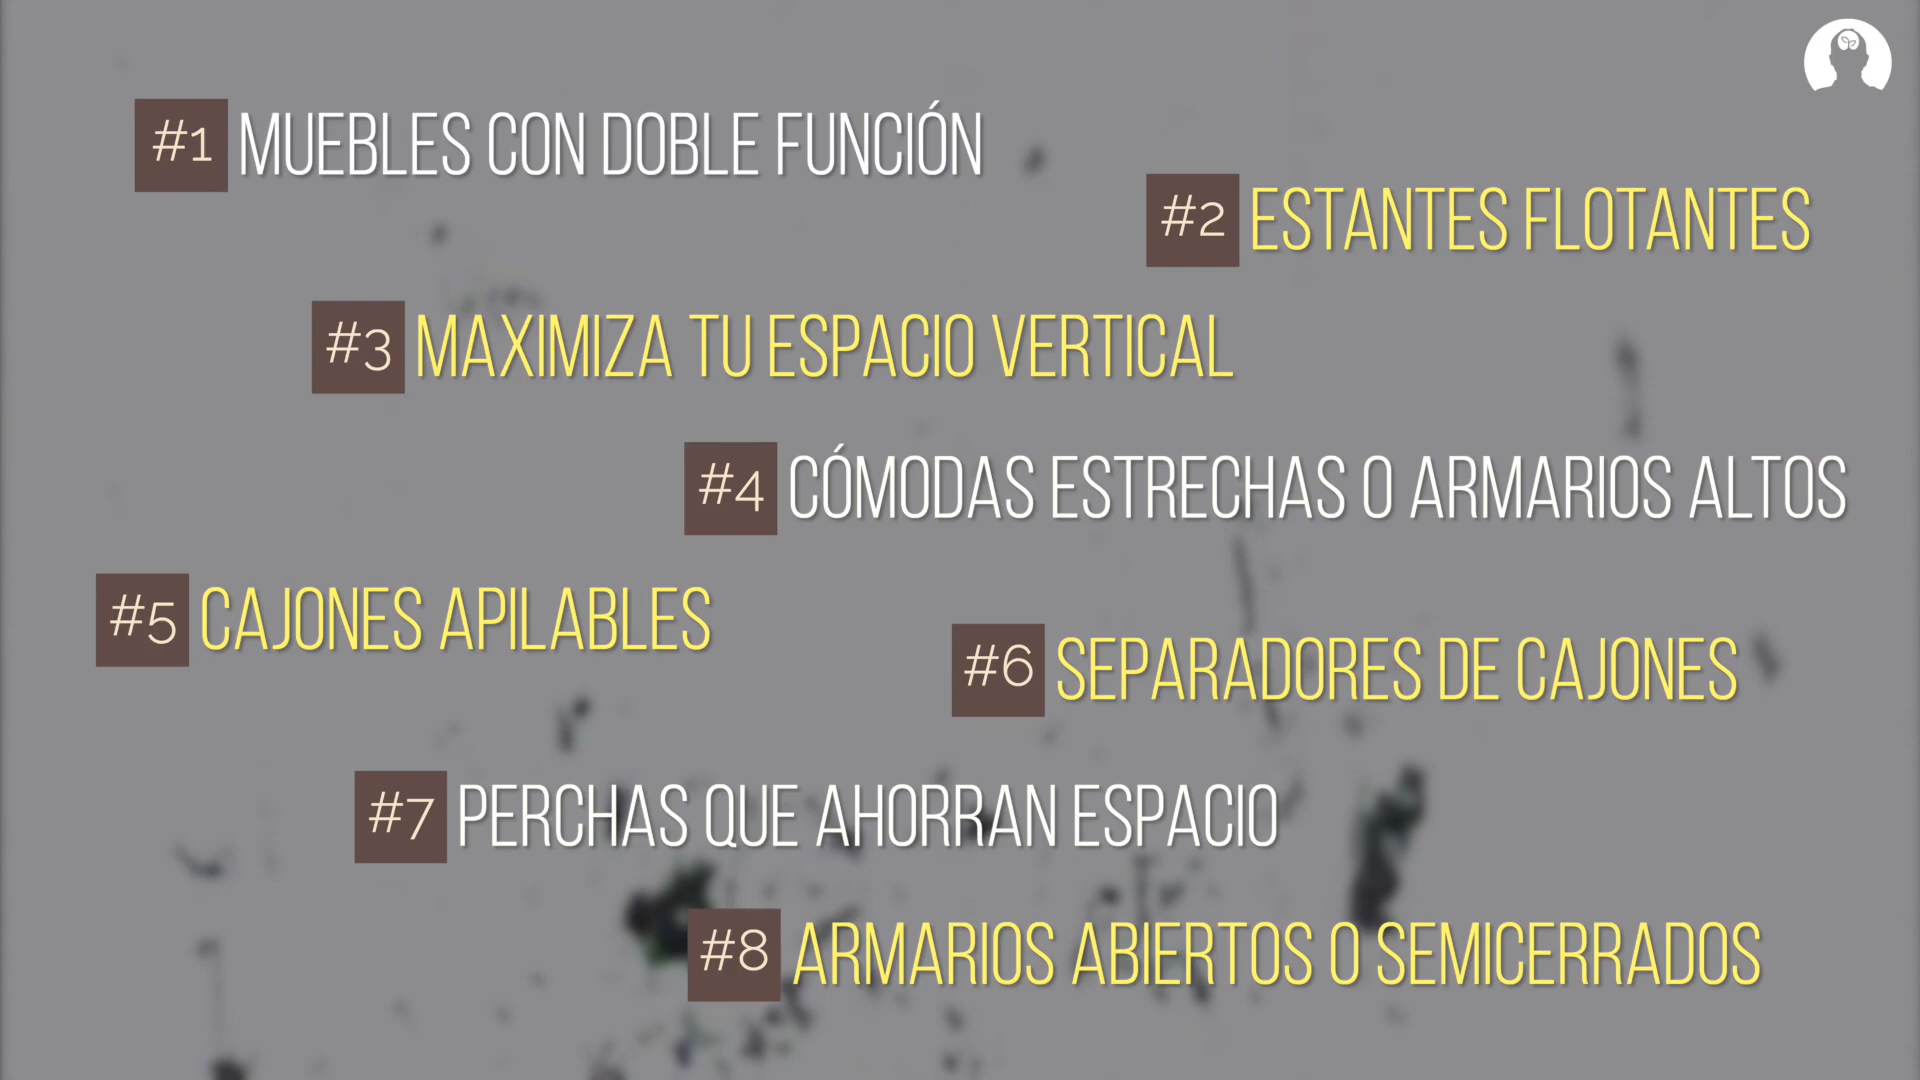 #1 MUEBLES CON DOBLE FUNCIÓN
#2 ESTANTES FLOTANTES
#3 MAXIMIZA TU ESPACIO VERTICAL
#4 CÓMODAS ESTRECHAS O ARMARIOS ALTOS
#5 CAJONES APILABLES
#6 SEPARADORES DE CAJONES
#7 PERCHAS QUE AHORRAN ESPACIO
#8 ARMARIOS ABIERTOS O SEMICERRADOS